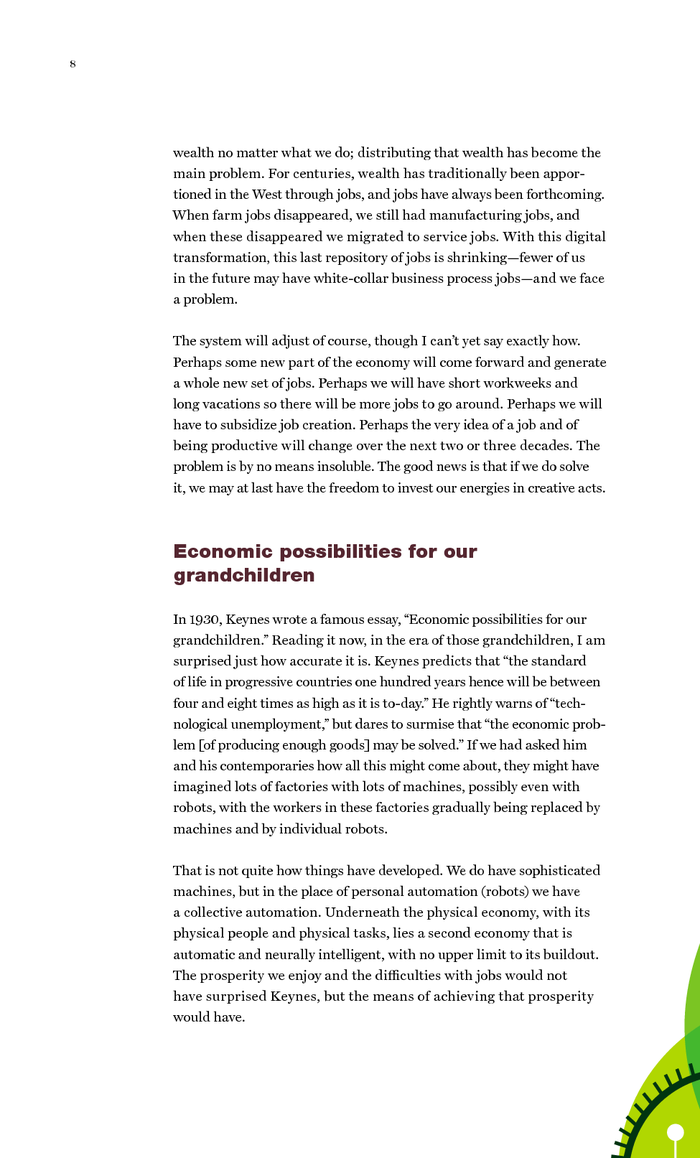 8
wealth no matter what we do; distributing that wealth has become the
main problem. For centuries, wealth has traditionally been appor-
tioned in the West through jobs, and jobs have always been forthcoming.
When farm jobs disappeared, we still had manufacturing jobs, and
when these disappeared we migrated to service jobs. With this digital
transformation, this last repository of jobs is shrinking—fewer of us
in the future may have white-collar business process jobs—and we face
a problem.
The system will adjust of course, though I can’t yet say exactly how.
Perhaps some new part of the economy will come forward and generate
a whole new set of jobs. Perhaps we will have short workweeks and
long vacations so there will be more jobs to go around. Perhaps we will
have to subsidize job creation. Perhaps the very idea of a job and of
being productive will change over the next two or three decades. The
problem is by no means insoluble. The good news is that if we do solve
it, we may at last have the freedom to invest our energies in creative acts.
Economic possibilities for our
grandchildren
In 1930, Keynes wrote a famous essay, “Economic possibilities for our
grandchildren.” Reading it now, in the era of those grandchildren, I am
surprised just how accurate it is. Keynes predicts that “the standard
of life in progressive countries one hundred years hence will be between
four and eight times as high as it is to-day.” He rightly warns of “tech-
nological unemployment,” but dares to surmise that “the economic prob-
lem [of producing enough goods] may be solved.” If we had asked him
and his contemporaries how all this might come about, they might have
imagined lots of factories with lots of machines, possibly even with
robots, with the workers in these factories gradually being replaced by
machines and by individual robots.
That is not quite how things have developed. We do have sophisticated
machines, but in the place of personal automation (robots) we have
a collective automation. Underneath the physical economy, with its
physical people and physical tasks, lies a second economy that is
automatic and neurally intelligent, with no upper limit to its buildout.
The prosperity we enjoy and the difficulties with jobs would not
have surprised Keynes, but the means of achieving that prosperity
would have.